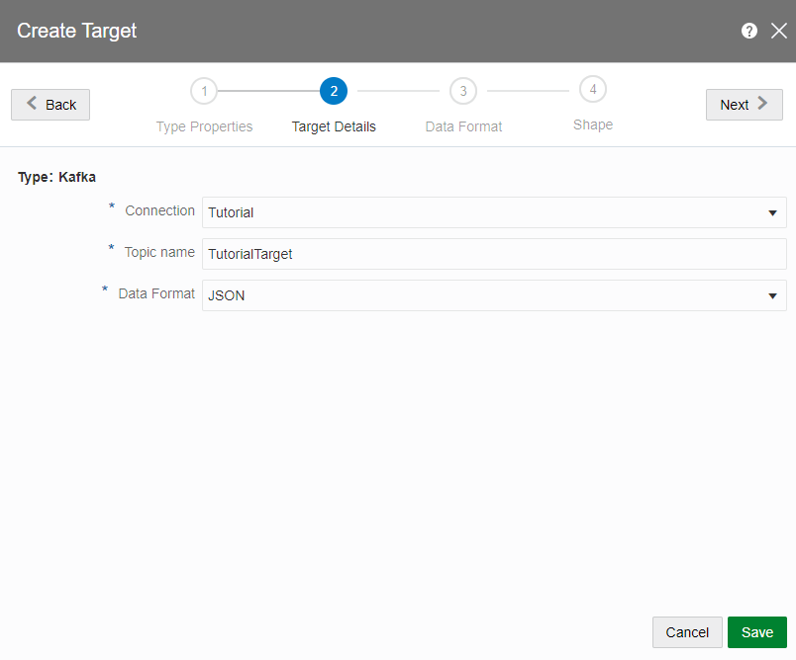 Create Target
?
Back
1
2
3
4
Next
Type Properties
Target Details
Data Format
Shape
Type: Kafka
* Connection Tutorial
* Topic name TutorialTarget
* Data Format JSON
Cancel
Save